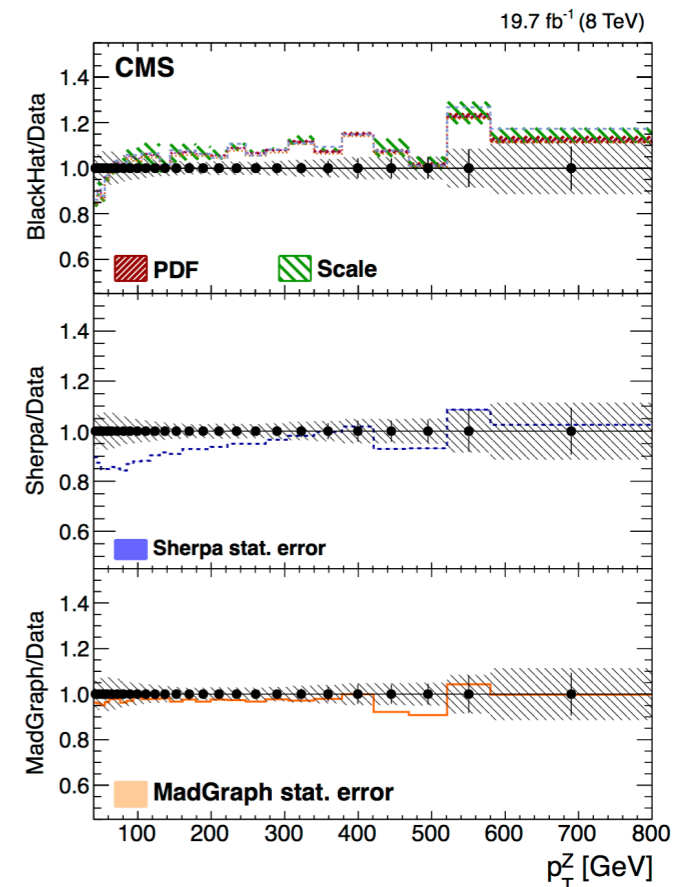 19.7 fb⁻¹ (8 TeV)
CMS
BlackHat/Data
1.4
1.2
1.0
0.8
0.6
PDF
Scale
Sherpa/Data
1.4
1.2
1.0
0.8
0.6
Sherpa stat. error
MadGraph/Data
1.4
1.2
1.0
0.8
0.6
MadGraph stat. error
100 200 300 400 500 600 700 800
p_T^Z [GeV]